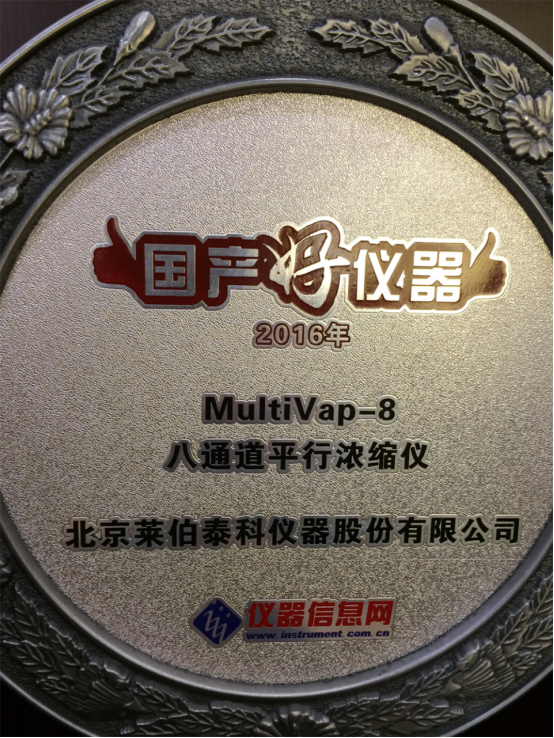 国产好仪器
2016年
MultiVap-8
八通道平行浓缩仪
北京莱伯泰科仪器股份有限公司
仪器信息网
www.instrument.com.cn